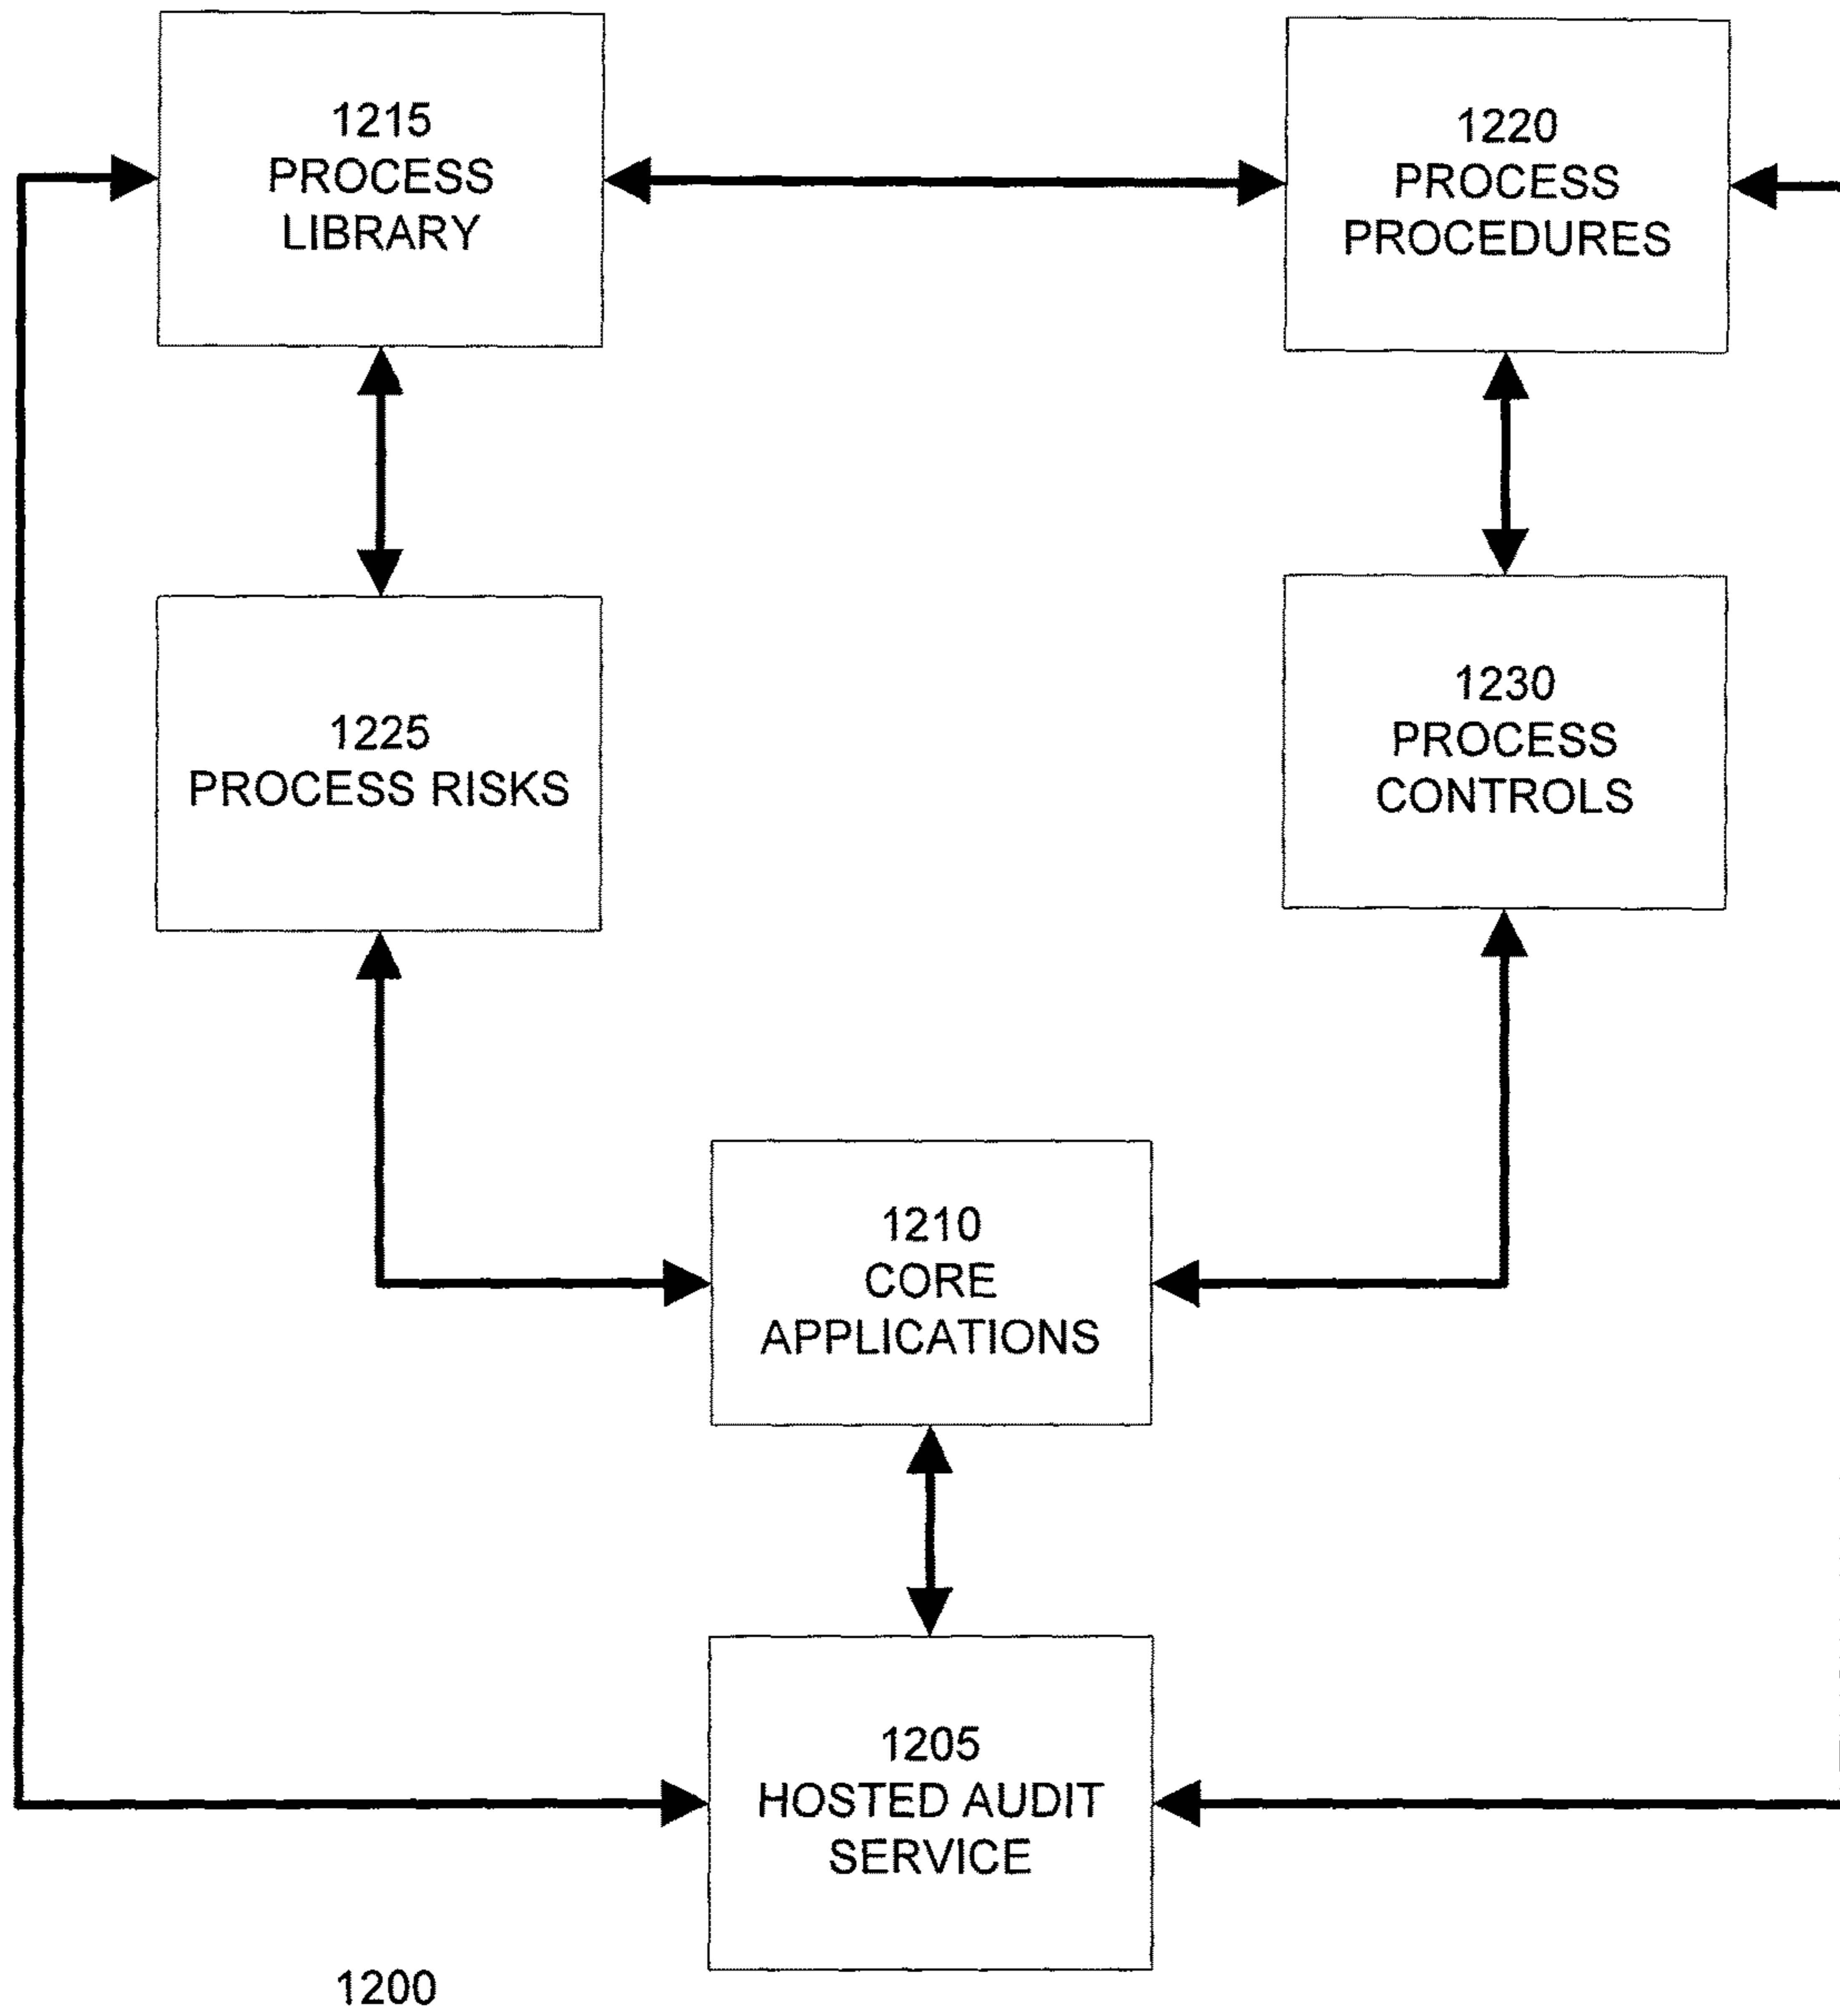 1215
PROCESS
LIBRARY
1220
PROCESS
PROCEDURES
1225
PROCESS RISKS
1230
PROCESS
CONTROLS
1210
CORE
APPLICATIONS
1205
HOSTED AUDIT
SERVICE
1200